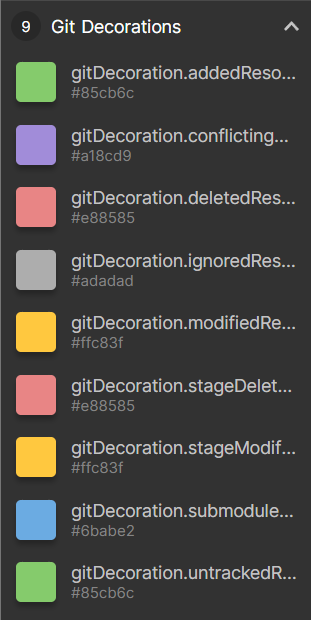 9 Git Decorations
gitDecoration.addedReso...
#85cb6c
gitDecoration.conflicting...
#a18cd9
gitDecoration.deletedRes...
#e88585
gitDecoration.ignoredRes...
#adadad
gitDecoration.modifiedRe...
#ffc83f
gitDecoration.stageDelet...
#e88585
gitDecoration.stageModif...
#ffc83f
gitDecoration.submodule...
#6babe2
gitDecoration.untrackedR...
#85cb6c